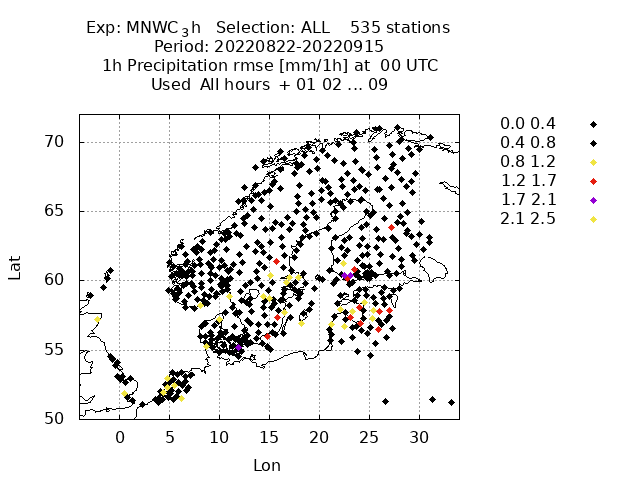 Exp: MNWC_3h Selection: ALL 535 stations
Period: 20220822-20220915
1h Precipitation rmse [mm/1h] at 00 UTC
Used All hours + 01 02 ... 09
0.0 0.4
0.4 0.8
0.8 1.2
1.2 1.7
1.7 2.1
2.1 2.5
70
65
60
55
50
Lat
0 5 10 15 20 25 30
Lon